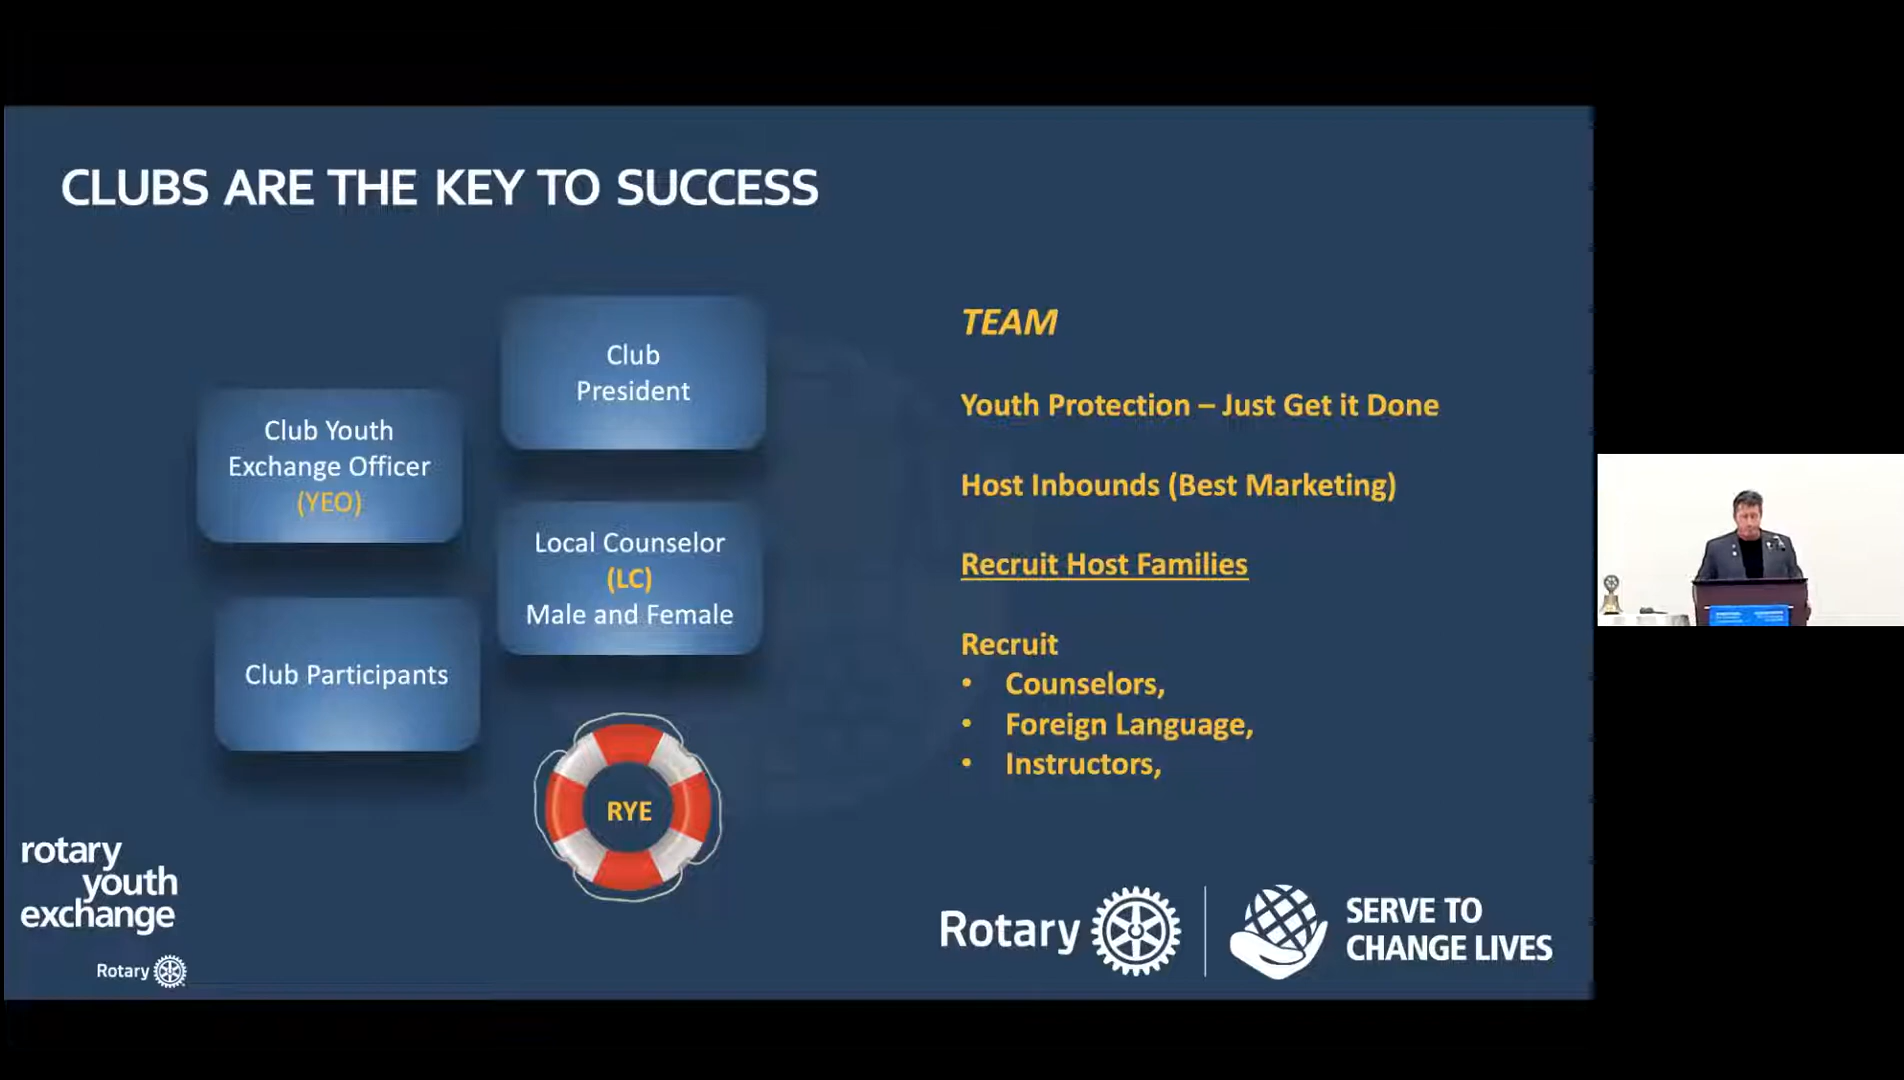 CLUBS ARE THE KEY TO SUCCESS
Club
President
Club Youth
Exchange Officer
(YEO)
Local Counselor
(LC)
Male and Female
Club Participants
RYE
TEAM
Youth Protection – Just Get it Done
Host Inbounds (Best Marketing)
Recruit Host Families
Recruit
• Counselors,
• Foreign Language,
• Instructors,
rotary
youth
exchange
Rotary
Rotary
SERVE TO
CHANGE LIVES